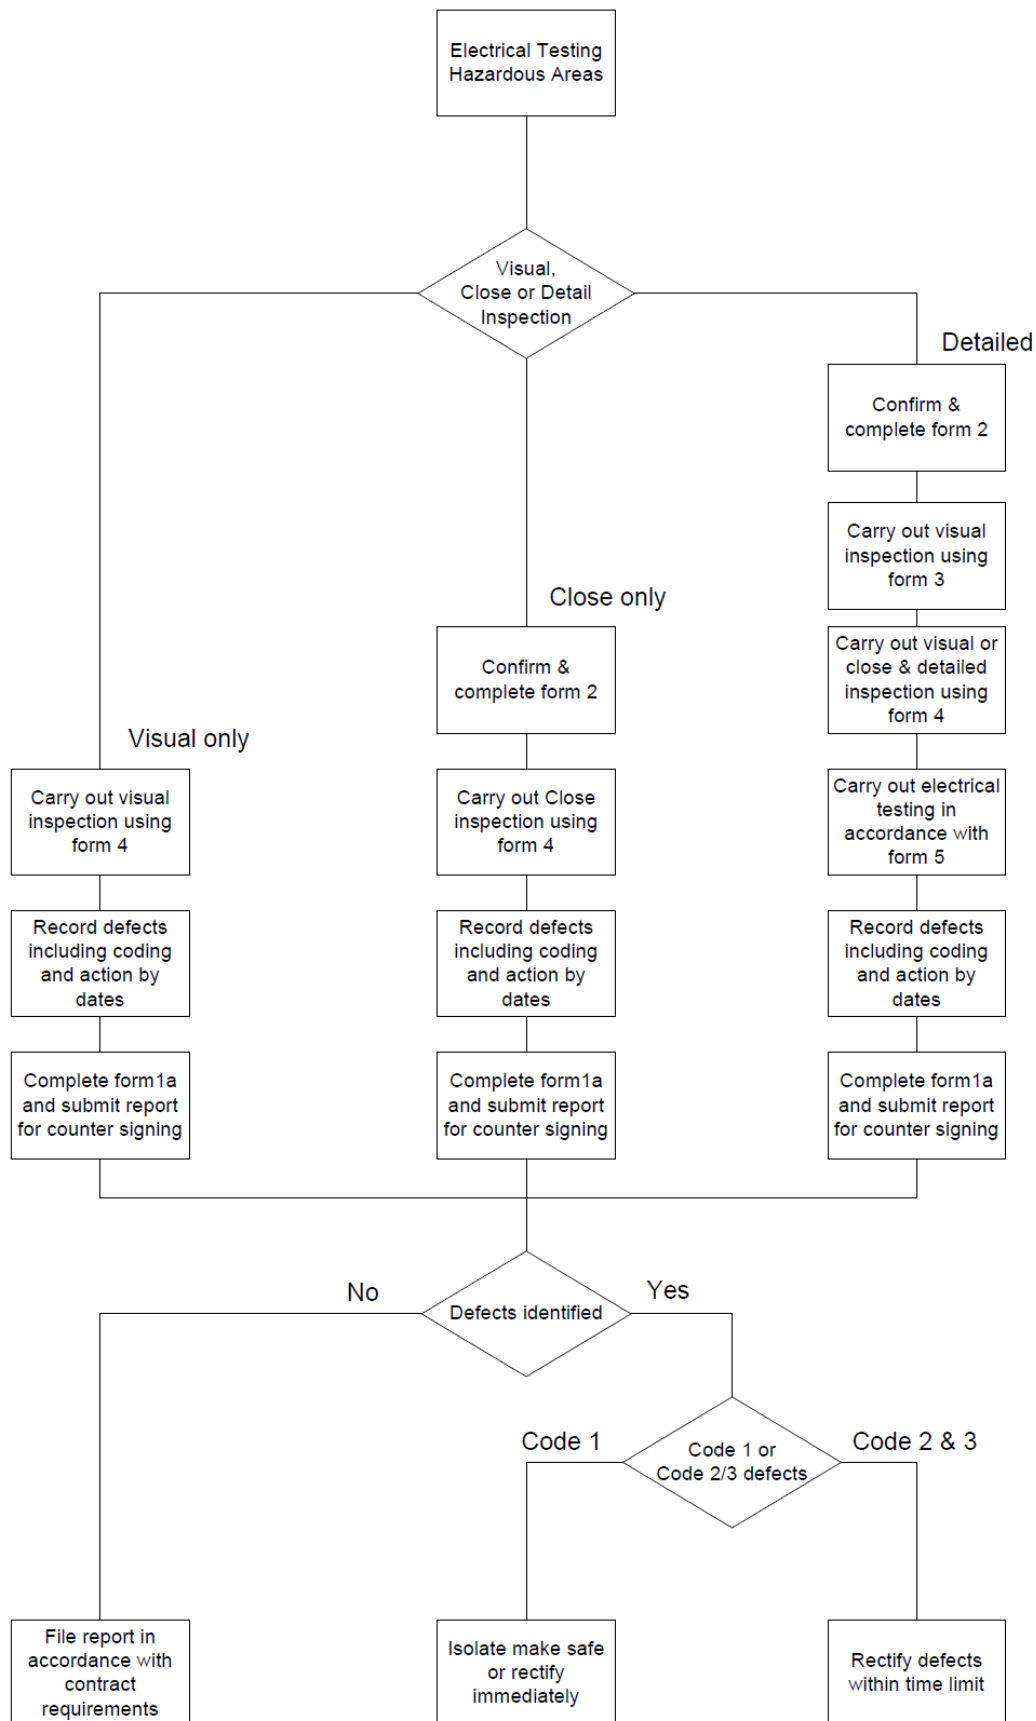 Electrical Testing
Hazardous Areas
Visual,
Close or Detail
Inspection
Detailed
Confirm &
complete form 2
Carry out visual
inspection using
form 3
Carry out visual or
close & detailed
inspection using
form 4
Carry out electrical
testing in
accordance with
form 5
Record defects
including coding
and action by
dates
Complete form1a
and submit report
for counter signing
Close only
Confirm &
complete form 2
Carry out Close
inspection using
form 4
Record defects
including coding
and action by
dates
Complete form1a
and submit report
for counter signing
Visual only
Carry out visual
inspection using
form 4
Record defects
including coding
and action by
dates
Complete form1a
and submit report
for counter signing
No
Defects identified
Yes
Code 1
Code 1 or
Code 2/3 defects
Code 2 & 3
File report in
accordance with
contract
requirements
Isolate make safe
or rectify
immediately
Rectify defects
within time limit